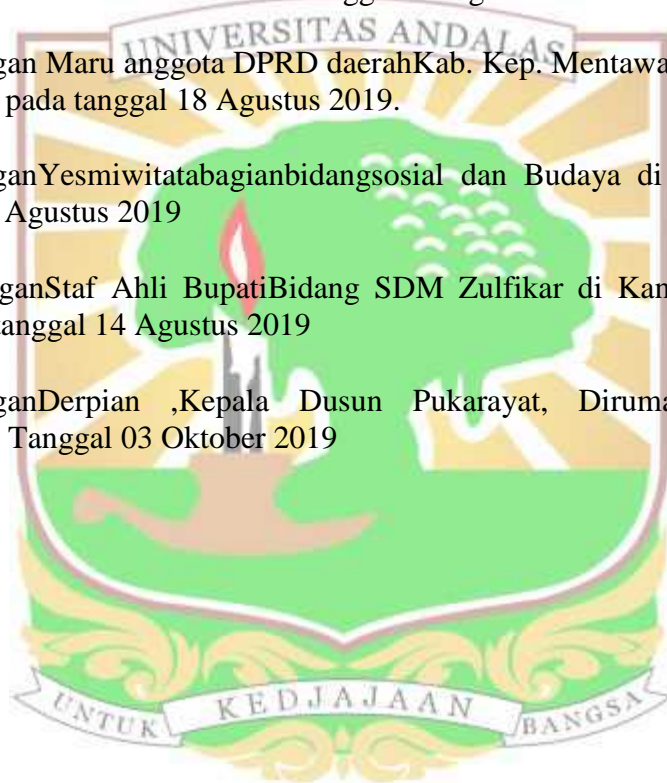 UNIVERSITAS ANDALAS
gan Maru anggota DPRD daerahKab. Kep. Mentawa
pada tanggal 18 Agustus 2019.
ganYesmiwitatabagianbidangsosial dan Budaya di
Agustus 2019
ganStaf Ahli BupatiBidang SDM Zulfikar di Kan
tanggal 14 Agustus 2019
ganDerpian ,Kepala Dusun Pukarayat, Diruma
Tanggal 03 Oktober 2019
UNTUK KEDJAJAAN BANGSA